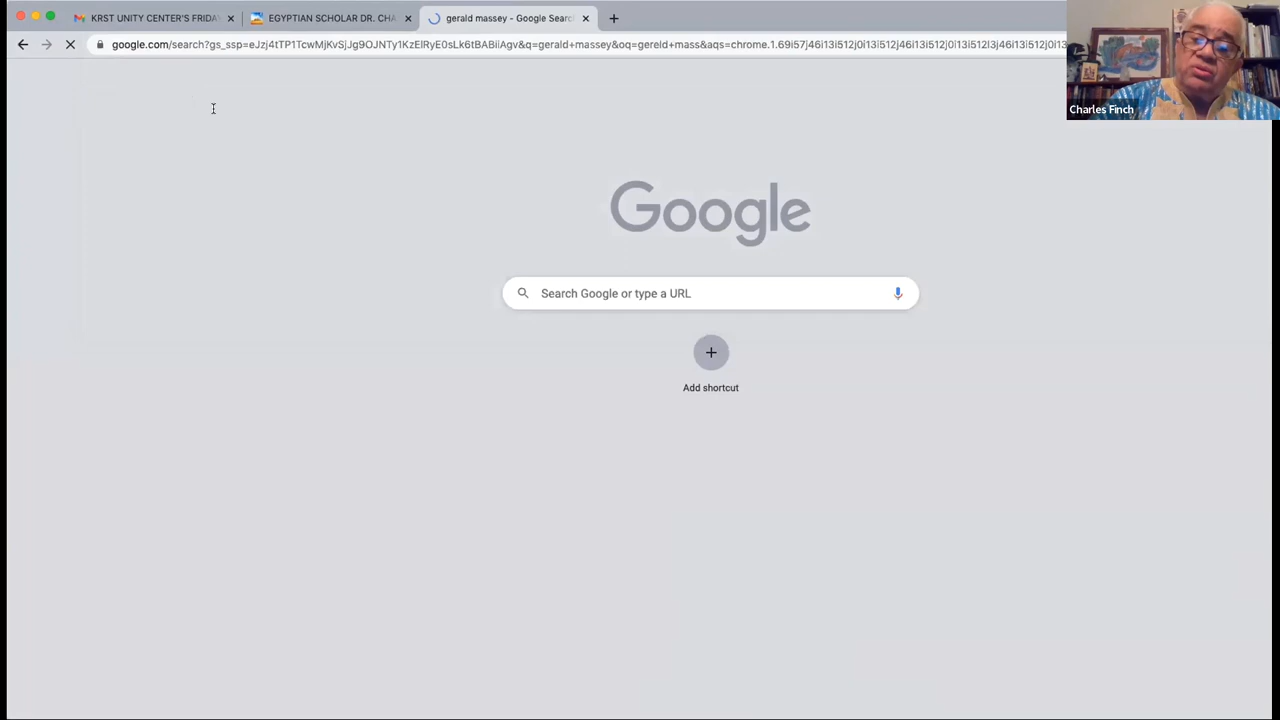 KRST UNITY CENTER'S FRIDA
EGYPTIAN SCHOLAR DR. CHA
gerald massey - Google Searc
google.com/search?gs_ssp=eJzj4tTP1TcwMjKvSjJg9OJNTy1KzElRyE0sLk6tBABiiAgv&q=gerald+massey&oq=gereld+mass&aqs=chrome.1.69i57j46i13i512j0i13i512j0i13i512l3j46i13i512j0i13
Charles Finch
Google
Search Google or type a URL
Add shortcut